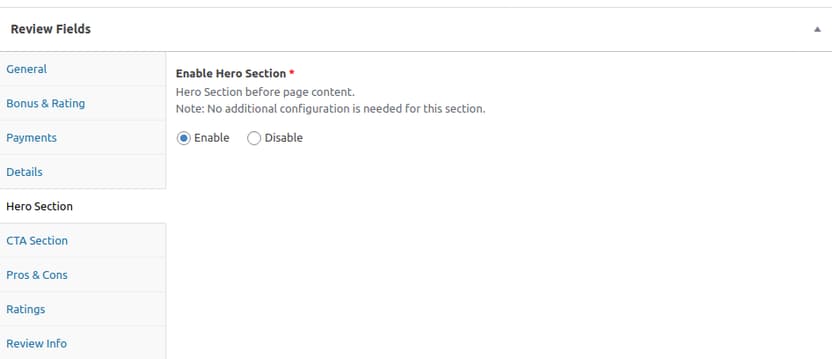 Review Fields
General
Bonus & Rating
Payments
Details
Hero Section
CTA Section
Pros & Cons
Ratings
Review Info
Enable Hero Section *
Hero Section before page content.
Note: No additional configuration is needed for this section.
Enable Disable